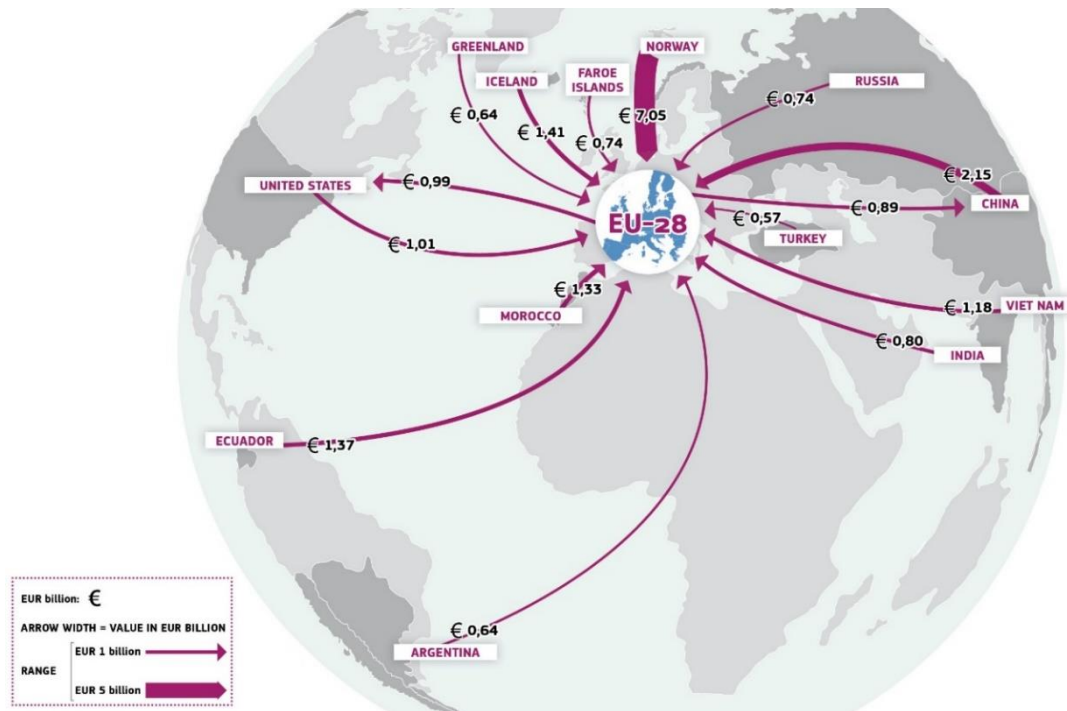 GREENLAND
NORWAY
ICELAND
FAROE
ISLANDS
RUSSIA
€ 0,64
€ 1,41
€ 0,74
€ 7,05
€ 0,74
UNITED STATES
€ 0,99
€ 2,15
CHINA
€ 0,89
EU-28
€ 0,57
TURKEY
€ 1,01
€ 1,33
MOROCCO
€ 1,18
VIET NAM
€ 0,80
INDIA
ECUADOR
€ 1,37
€ 0,64
ARGENTINA
EUR billion: €
ARROW WIDTH = VALUE IN EUR BILLION
RANGE
EUR 1 billion
EUR 5 billion